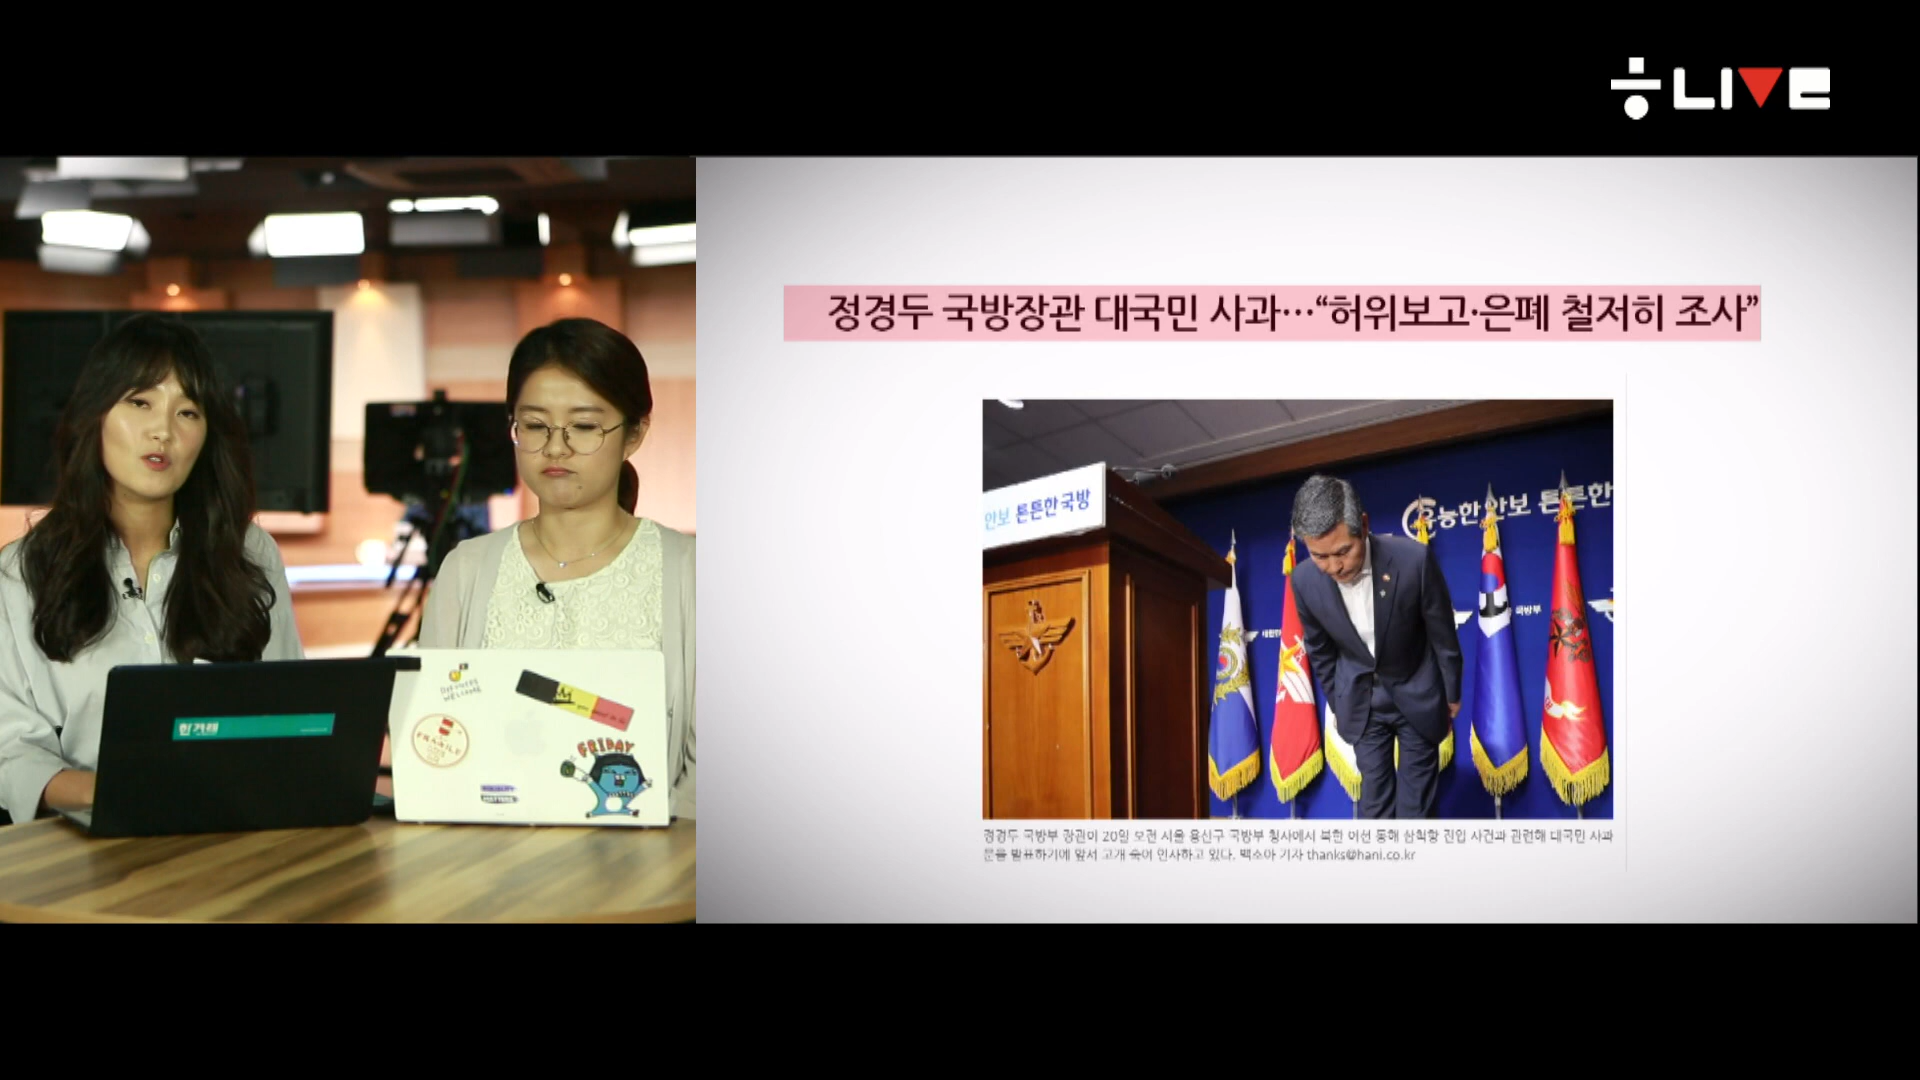 LIVE
정경두 국방장관 대국민 사과…“허위보고·은폐 철저히 조사”
안보 튼튼한국방
유능한 안보 튼튼한
국방부
한겨레
FRAGILE
FRIDAY
정경두 국방부 장관이 20일 오전 서울 용산구 국방부 청사에서 북한 어선 동해 삼척항 진입 사건과 관련해 대국민 사과
문을 발표하기에 앞서 고개 숙여 인사하고 있다. 백소아 기자 thanks@hani.co.kr